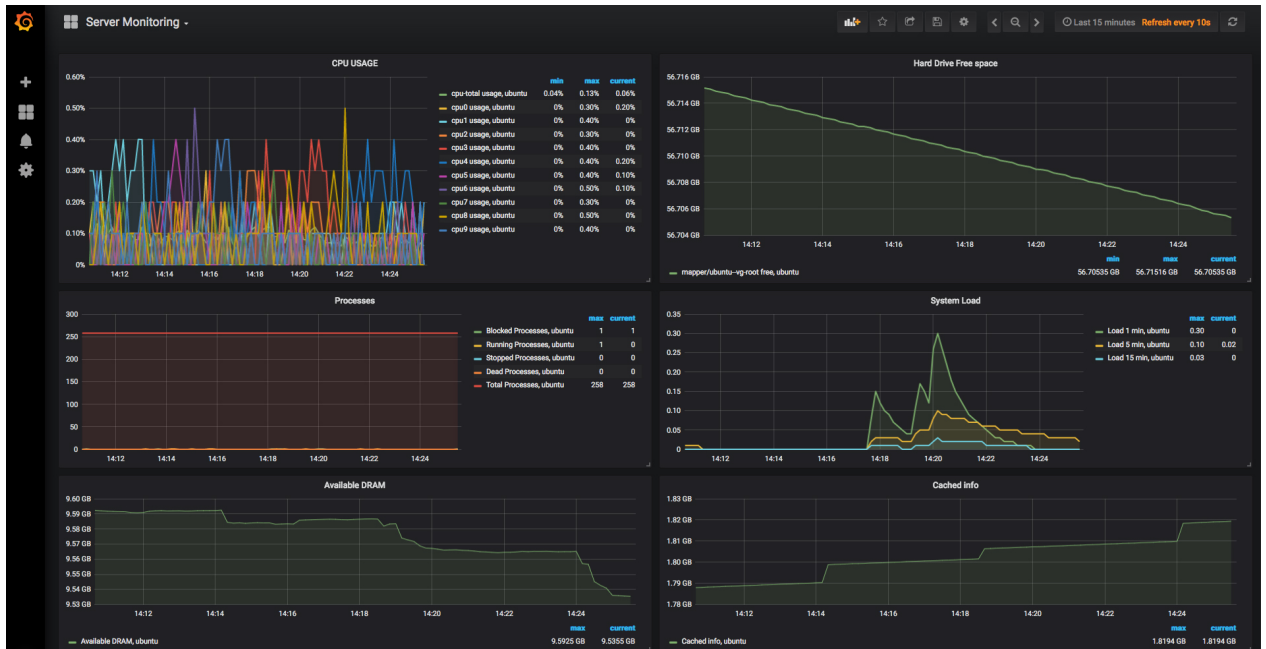 Server Monitoring
Last 15 minutes Refresh every 10s
CPU USAGE
0.60%
0.50%
0.40%
0.30%
0.20%
0.10%
0%
14:12 14:14 14:16 14:18 14:20 14:22 14:24
min max current
cpu-total usage, ubuntu 0.04% 0.13% 0.06%
cpu0 usage, ubuntu 0% 0.30% 0.20%
cpu1 usage, ubuntu 0% 0.40% 0%
cpu2 usage, ubuntu 0% 0.30% 0%
cpu3 usage, ubuntu 0% 0.40% 0%
cpu4 usage, ubuntu 0% 0.40% 0.20%
cpu5 usage, ubuntu 0% 0.40% 0.10%
cpu6 usage, ubuntu 0% 0.50% 0.10%
cpu7 usage, ubuntu 0% 0.30% 0%
cpu8 usage, ubuntu 0% 0.50% 0%
cpu9 usage, ubuntu 0% 0.40% 0%
Hard Drive Free space
56.716 GB
56.714 GB
56.712 GB
56.710 GB
56.708 GB
56.706 GB
56.704 GB
14:12 14:14 14:16 14:18 14:20 14:22 14:24
min max current
mapper/ubuntu--vg-root free, ubuntu 56.70535 GB 56.71516 GB 56.70535 GB
Processes
300
250
200
150
100
50
0
14:12 14:14 14:16 14:18 14:20 14:22 14:24
max current
Blocked Processes, ubuntu 1 1
Running Processes, ubuntu 1 0
Stopped Processes, ubuntu 0 0
Dead Processes, ubuntu 0 0
Total Processes, ubuntu 258 258
System Load
0.35
0.30
0.25
0.20
0.15
0.10
0.05
0
14:12 14:14 14:16 14:18 14:20 14:22 14:24
max current
Load 1 min, ubuntu 0.30 0
Load 5 min, ubuntu 0.10 0.02
Load 15 min, ubuntu 0.03 0
Available DRAM
9.60 GB
9.59 GB
9.58 GB
9.57 GB
9.56 GB
9.55 GB
9.54 GB
9.53 GB
14:12 14:14 14:16 14:18 14:20 14:22 14:24
max current
Available DRAM, ubuntu 9.5925 GB 9.5355 GB
Cached info
1.83 GB
1.82 GB
1.81 GB
1.80 GB
1.79 GB
1.78 GB
14:12 14:14 14:16 14:18 14:20 14:22 14:24
max current
Cached info, ubuntu 1.8194 GB 1.8194 GB